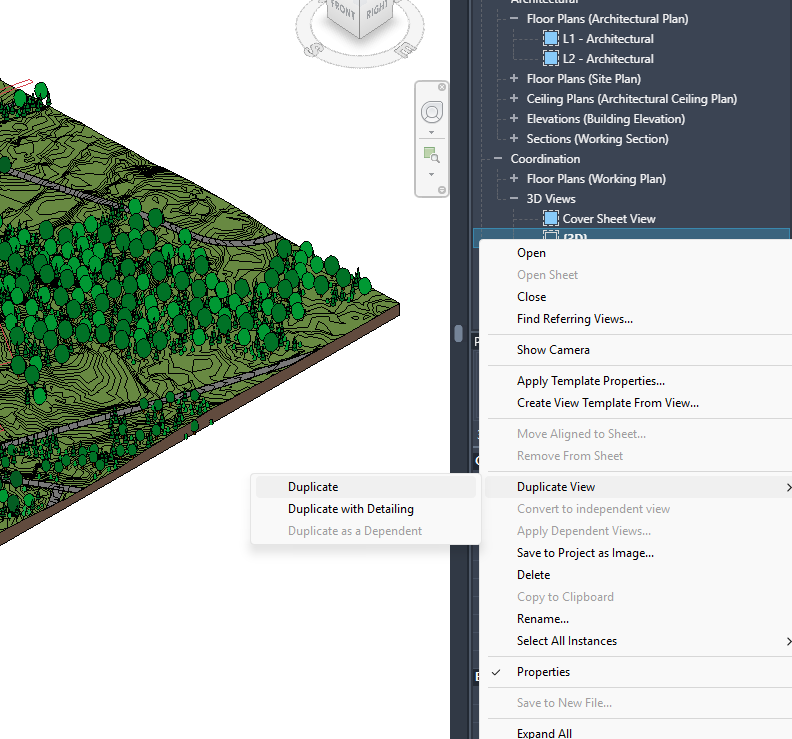 FRONT
RIGHT
S
E
Architectural
Floor Plans (Architectural Plan)
L1 - Architectural
L2 - Architectural
Floor Plans (Site Plan)
Ceiling Plans (Architectural Ceiling Plan)
Elevations (Building Elevation)
Sections (Working Section)
Coordination
Floor Plans (Working Plan)
3D Views
Cover Sheet View
{3D}
Open
Open Sheet
Close
Find Referring Views...
Show Camera
Apply Template Properties...
Create View Template From View...
Move Aligned to Sheet...
Remove From Sheet
Duplicate View
Convert to independent view
Apply Dependent Views...
Save to Project as Image...
Delete
Copy to Clipboard
Rename...
Select All Instances
Properties
Save to New File...
Expand All
Duplicate
Duplicate with Detailing
Duplicate as a Dependent